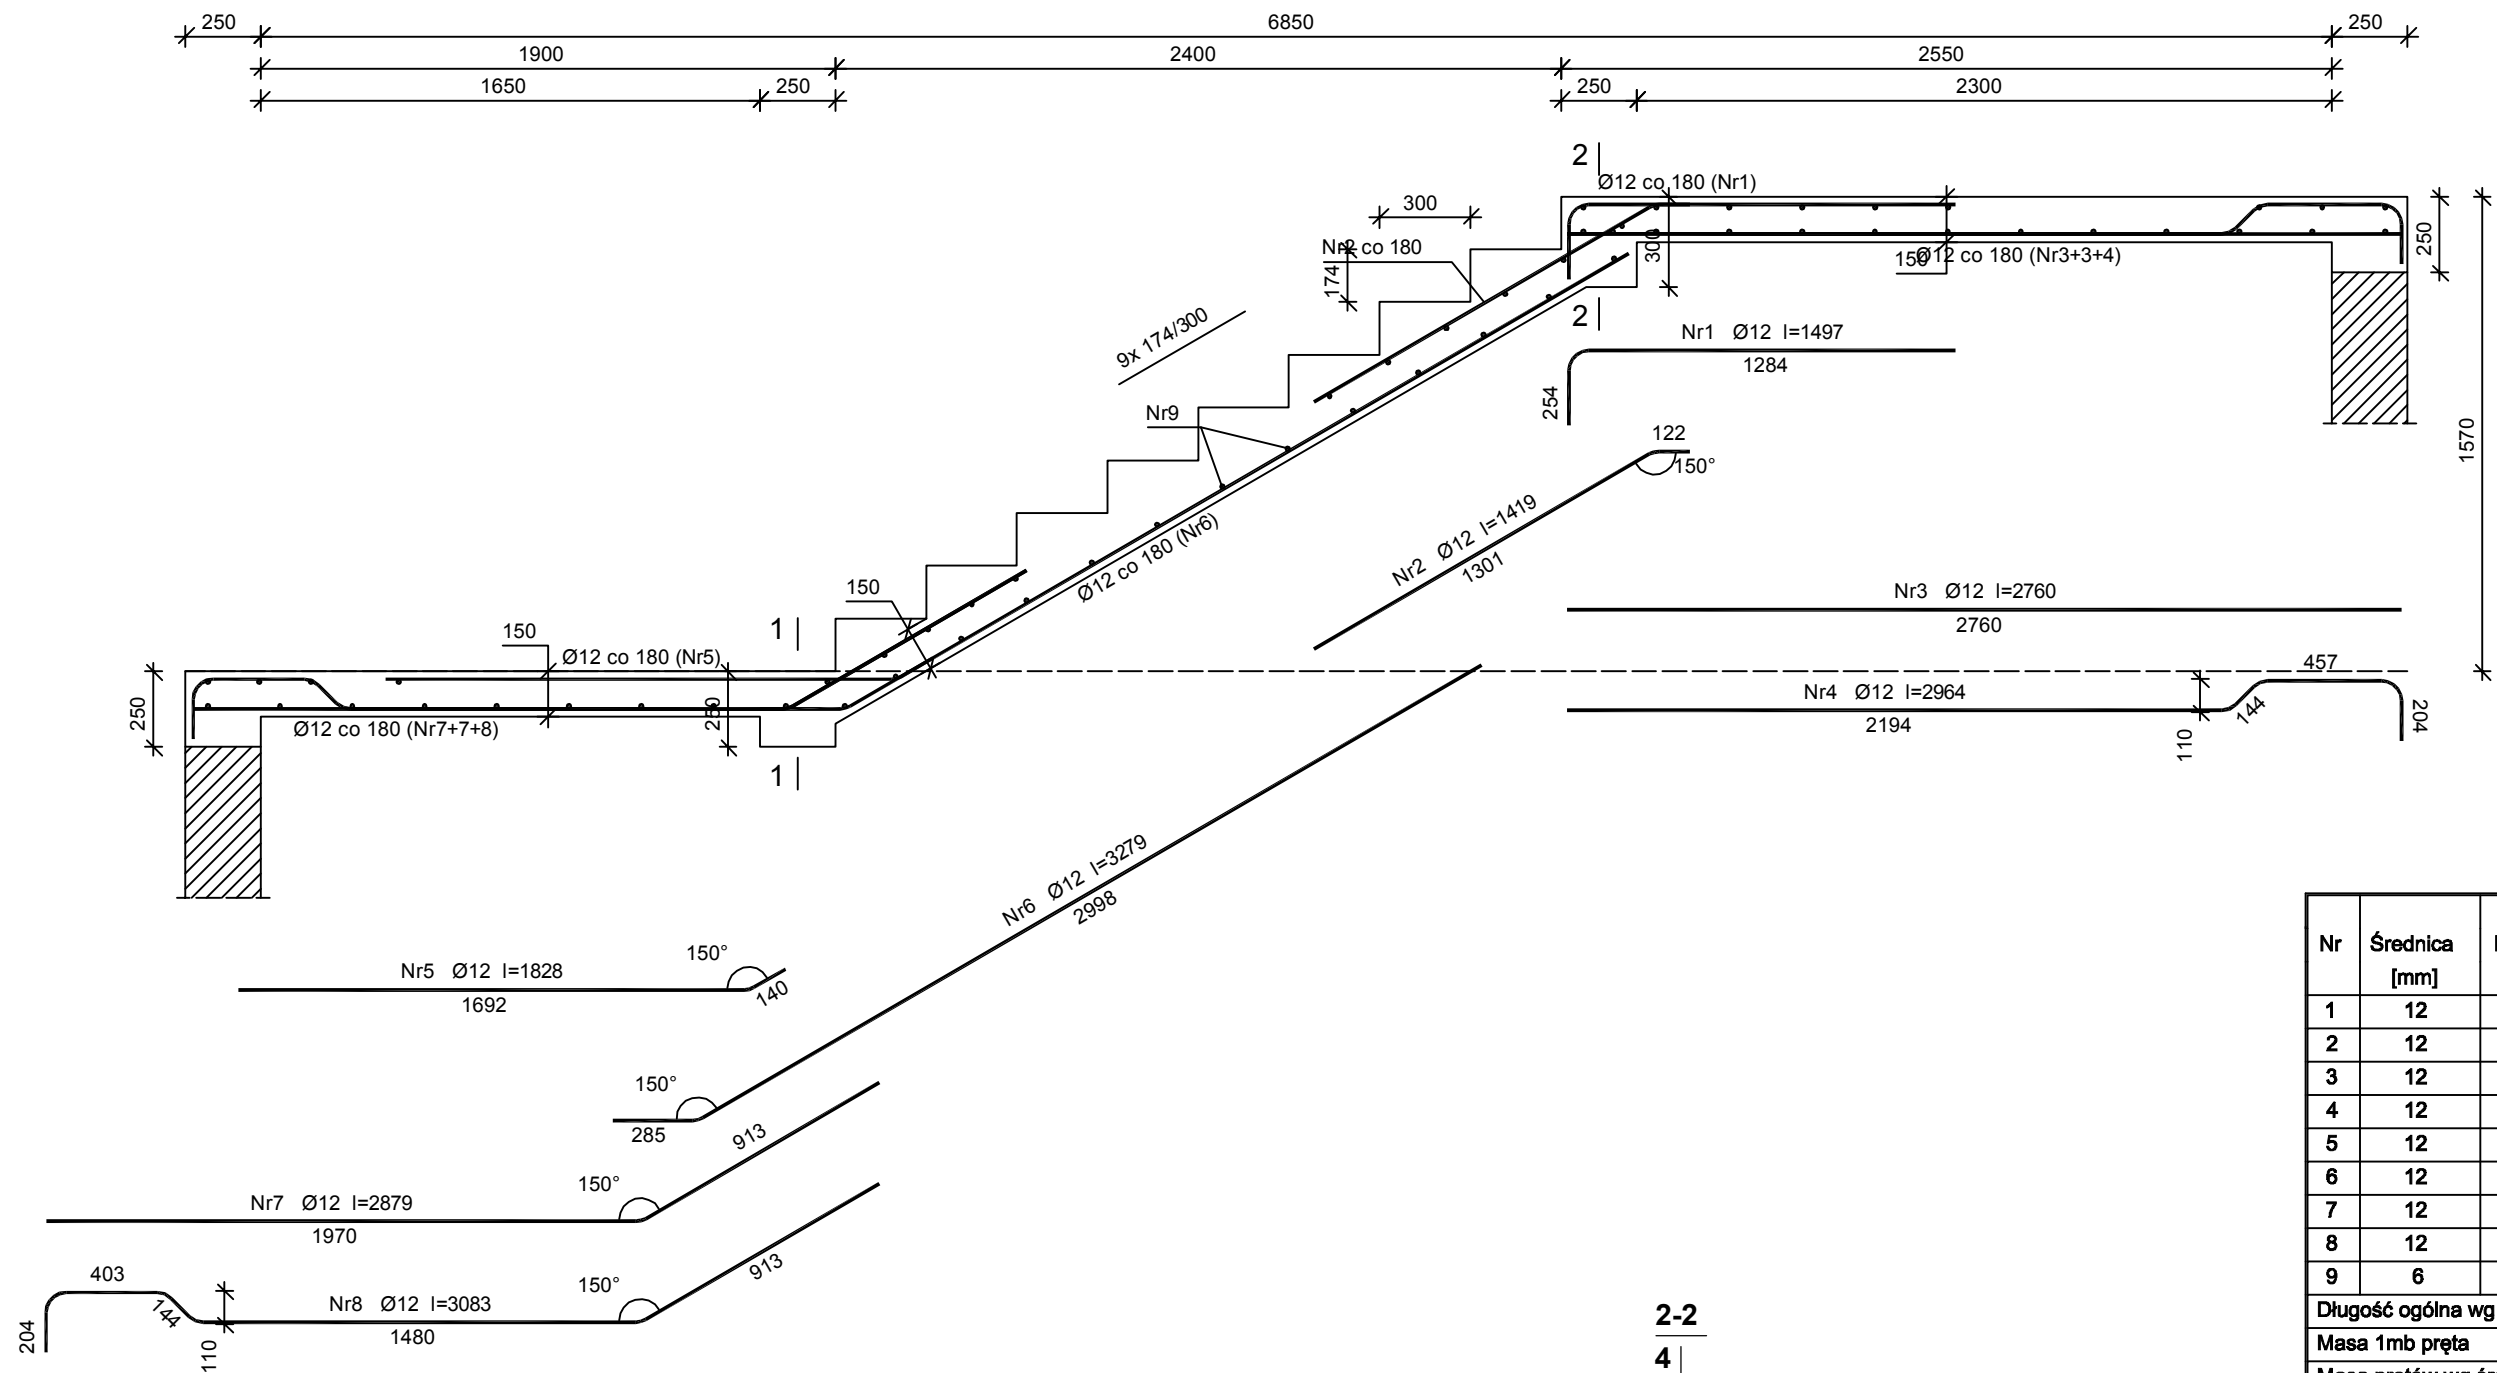 250 6850 250
1900 2400 2550
1650 250 250 2300
2
Ø12 co 180 (Nr1)
300
Nr2 co 180
174
300
150
Ø12 co 180 (Nr3+3+4)
250
2
9x 174/300
Nr1 Ø12 l=1497
1284
254
Nr9
1570
122
150°
Nr2 Ø12 l=1419
1301
Ø12 co 180 (Nr6)
150
Nr3 Ø12 l=2760
2760
1
150
Ø12 co 180 (Nr5)
457
250
250
Ø12 co 180 (Nr7+7+8)
Nr4 Ø12 l=2964
2194
144
110
204
1
Nr6 Ø12 l=3279
2998
150°
Nr5 Ø12 l=1828
1692
140
150°
285
913
150°
Nr7 Ø12 l=2879
1970
913
403
150°
144
Nr8 Ø12 l=3083
1480
204
110
2-2
4
Nr Średnica
[mm]
1 12
2 12
3 12
4 12
5 12
6 12
7 12
8 12
9 6
Długość ogólna wg
Masa 1mb pręta